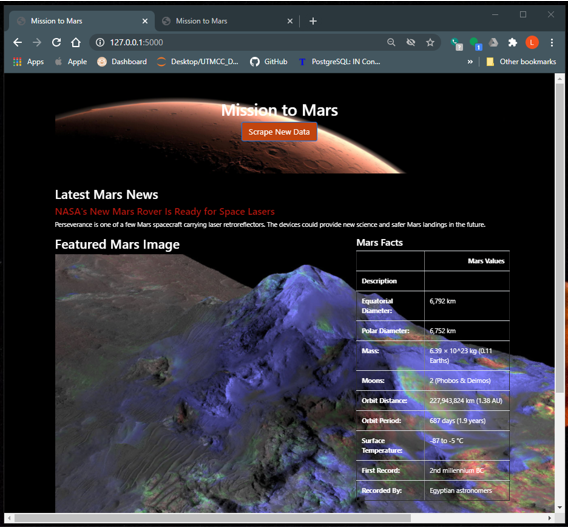 Mission to Mars
Mission to Mars
127.0.0.1:5000
L
Apps
Apple
Dashboard
Desktop/UTMCC_D...
GitHub
T
PostgreSQL: IN Con...
»
Other bookmarks
Mission to Mars
Scrape New Data
Latest Mars News
NASA's New Mars Rover Is Ready for Space Lasers
Perseverance is one of a few Mars spacecraft carrying laser retroreflectors. The devices could provide new science and safer Mars landings in the future.
Featured Mars Image
Mars Facts
Mars Values
Description
Equatorial Diameter: 6,792 km
Polar Diameter: 6,752 km
Mass: 6.39 × 10^23 kg (0.11 Earths)
Moons: 2 (Phobos & Deimos)
Orbit Distance: 227,943,824 km (1.38 AU)
Orbit Period: 687 days (1.9 years)
Surface Temperature: -87 to -5 °C
First Record: 2nd millennium BC
Recorded By: Egyptian astronomers